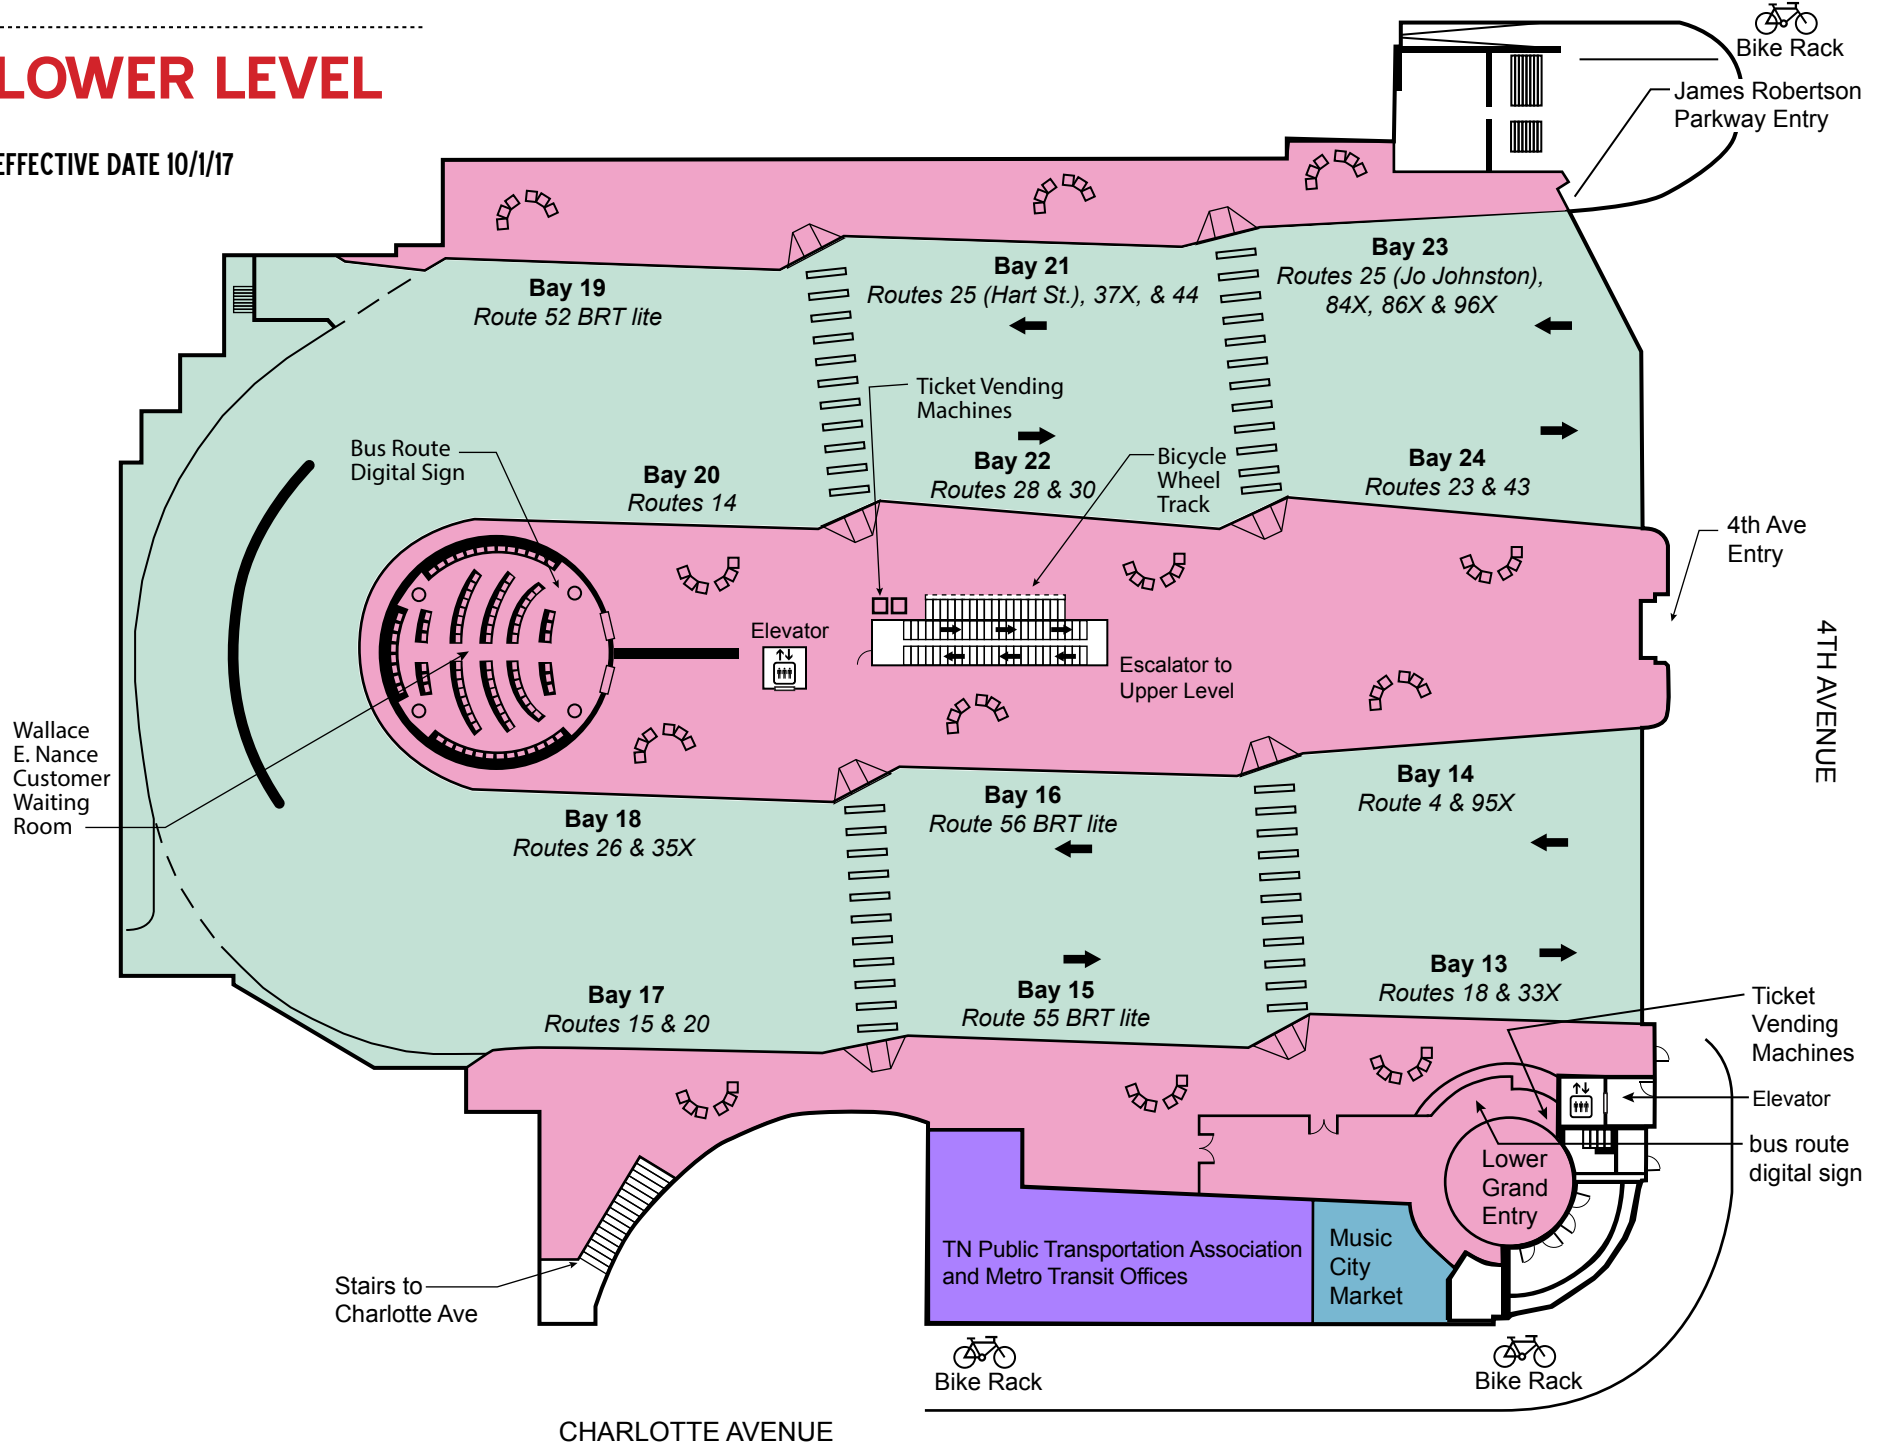 LOWER LEVEL
EFFECTIVE DATE 10/1/17
Bike Rack
James Robertson
Parkway Entry
Bay 23
Routes 25 (Jo Johnston),
84X, 86X & 96X
Bay 21
Routes 25 (Hart St.), 37X, & 44
Bay 19
Route 52 BRT lite
Ticket Vending
Machines
Bus Route
Digital Sign
Bay 20
Routes 14
Bay 22
Routes 28 & 30
Bicycle
Wheel
Track
Bay 24
Routes 23 & 43
4th Ave
Entry
4TH AVENUE
Elevator
Escalator to
Upper Level
Wallace
E. Nance
Customer
Waiting
Room
Bay 18
Routes 26 & 35X
Bay 16
Route 56 BRT lite
Bay 14
Route 4 & 95X
Bay 17
Routes 15 & 20
Bay 15
Route 55 BRT lite
Bay 13
Routes 18 & 33X
Ticket
Vending
Machines
Elevator
bus route
digital sign
Lower
Grand
Entry
TN Public Transportation Association
and Metro Transit Offices
Music
City
Market
Stairs to
Charlotte Ave
Bike Rack
Bike Rack
CHARLOTTE AVENUE